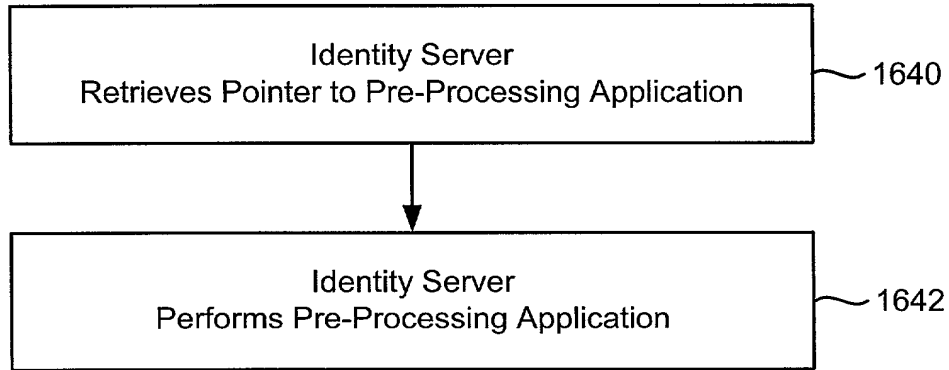 Identity Server
Retrieves Pointer to Pre-Processing Application
1640
Identity Server
Performs Pre-Processing Application
1642